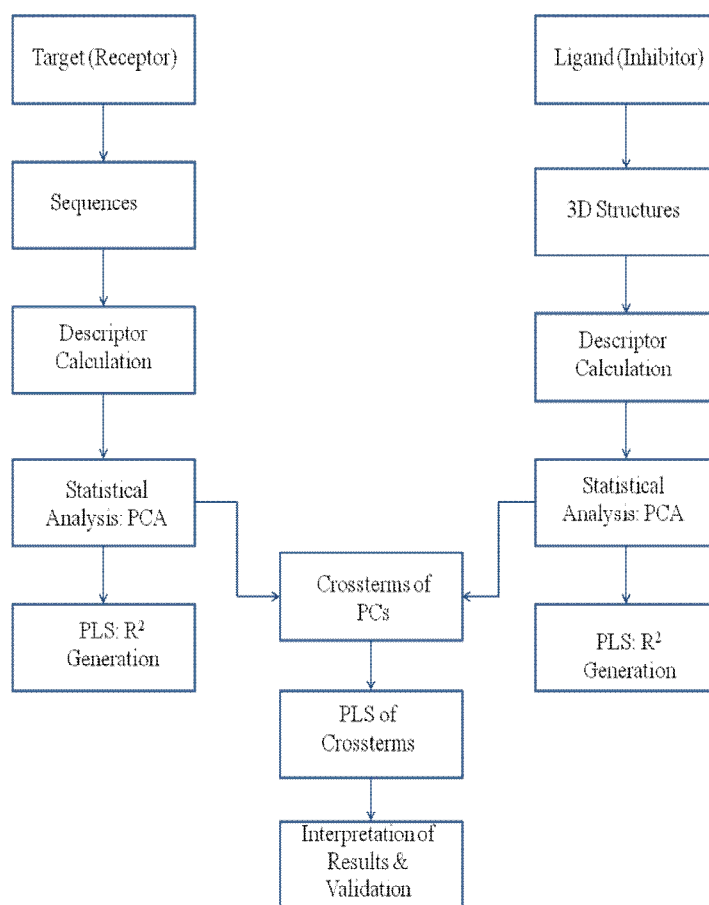 Target (Receptor)
Sequences
Descriptor
Calculation
Statistical
Analysis: PCA
PLS: R²
Generation
Ligand (Inhibitor)
3D Structures
Descriptor
Calculation
Statistical
Analysis: PCA
PLS: R²
Generation
Crossterms of
PCs
PLS of
Crossterms
Interpretation of
Results &
Validation